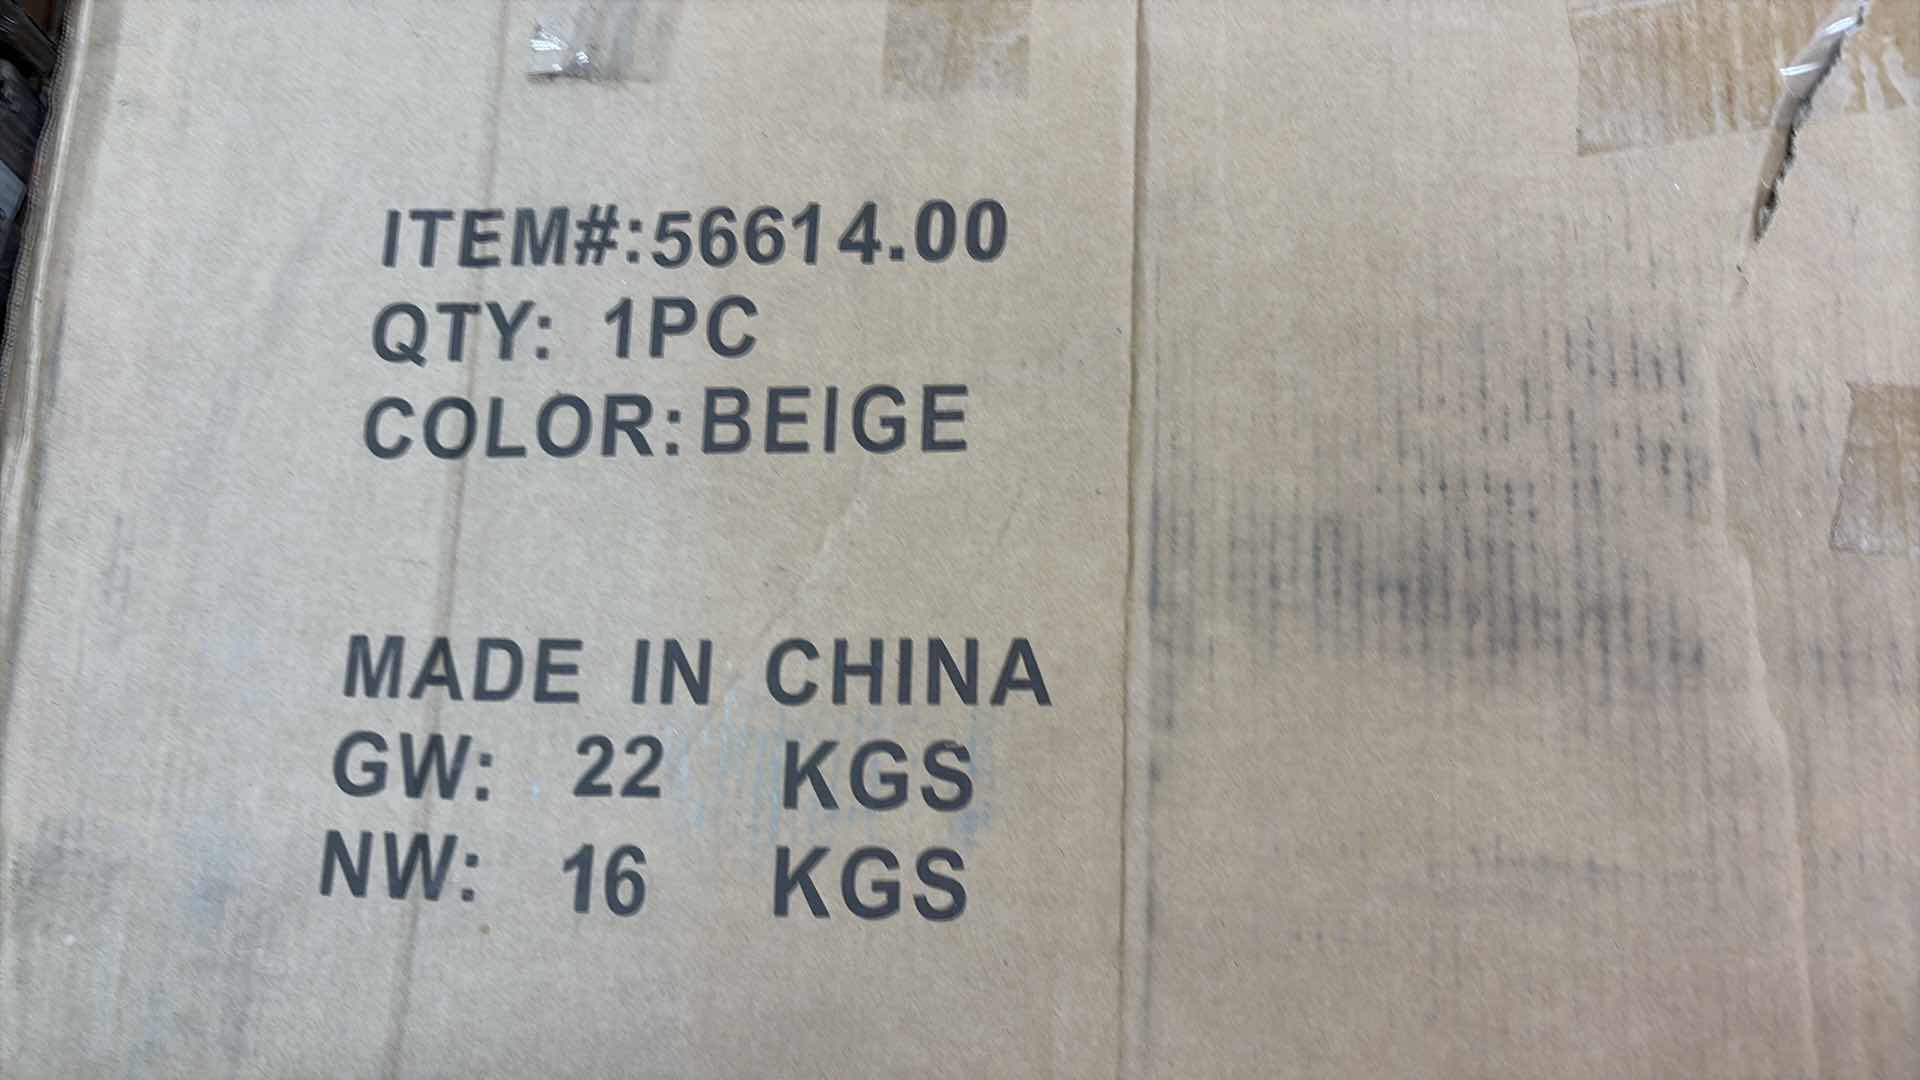 ITEM#:56614.00
QTY: 1PC
COLOR:BEIGE
MADE IN CHINA
GW: 22 KGS
NW: 16 KGS